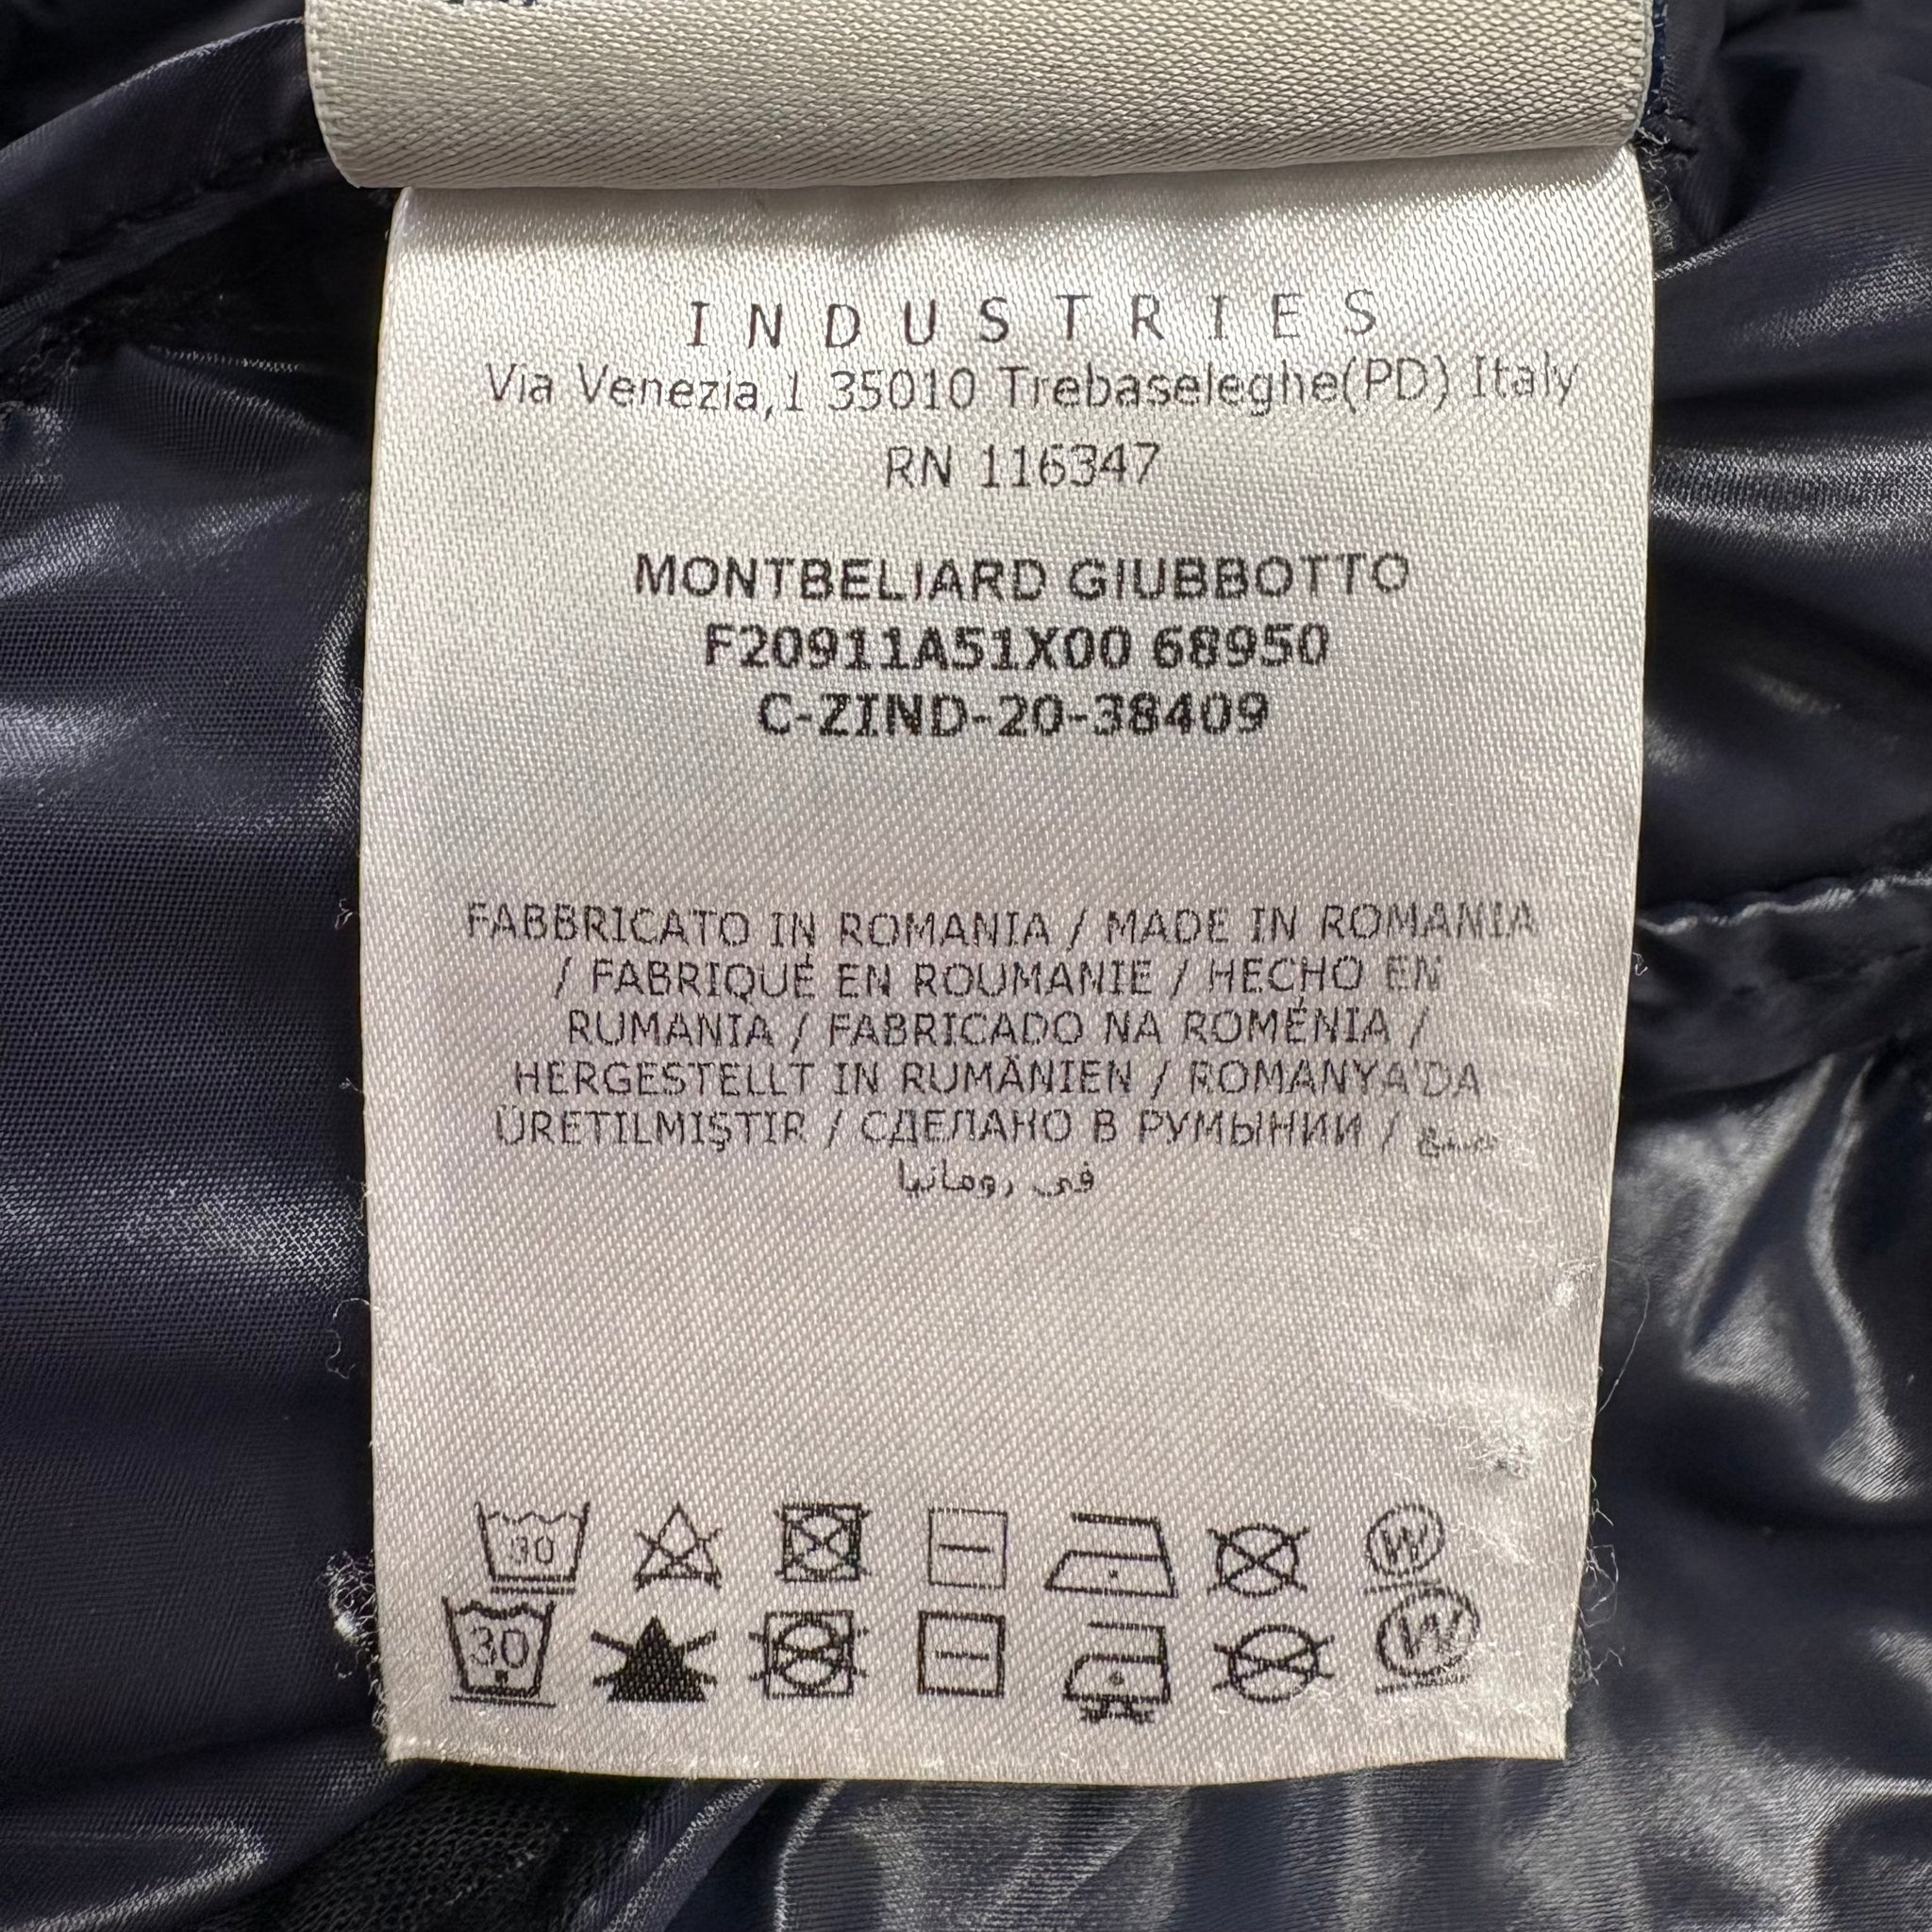 INDUSTRIES
Via Venezia,1 35010 Trebaseleghe(PD) Italy
RN 116347
MONTBELIARD GIUBBOTTO
F20911A51X00 68950
C-ZIND-20-38409
FABBRICATO IN ROMANIA / MADE IN ROMANIA
/ FABRIQUÉ EN ROUMANIE / HECHO EN
RUMANIA / FABRICADO NA ROMÉNIA /
HERGESTELLT IN RUMÄNIEN / ROMANYA'DA
ÜRETILMIŞTIR / СДЕЛАНО В РУМЫНИИ / صنع
في رومانيا
30 W
30 W